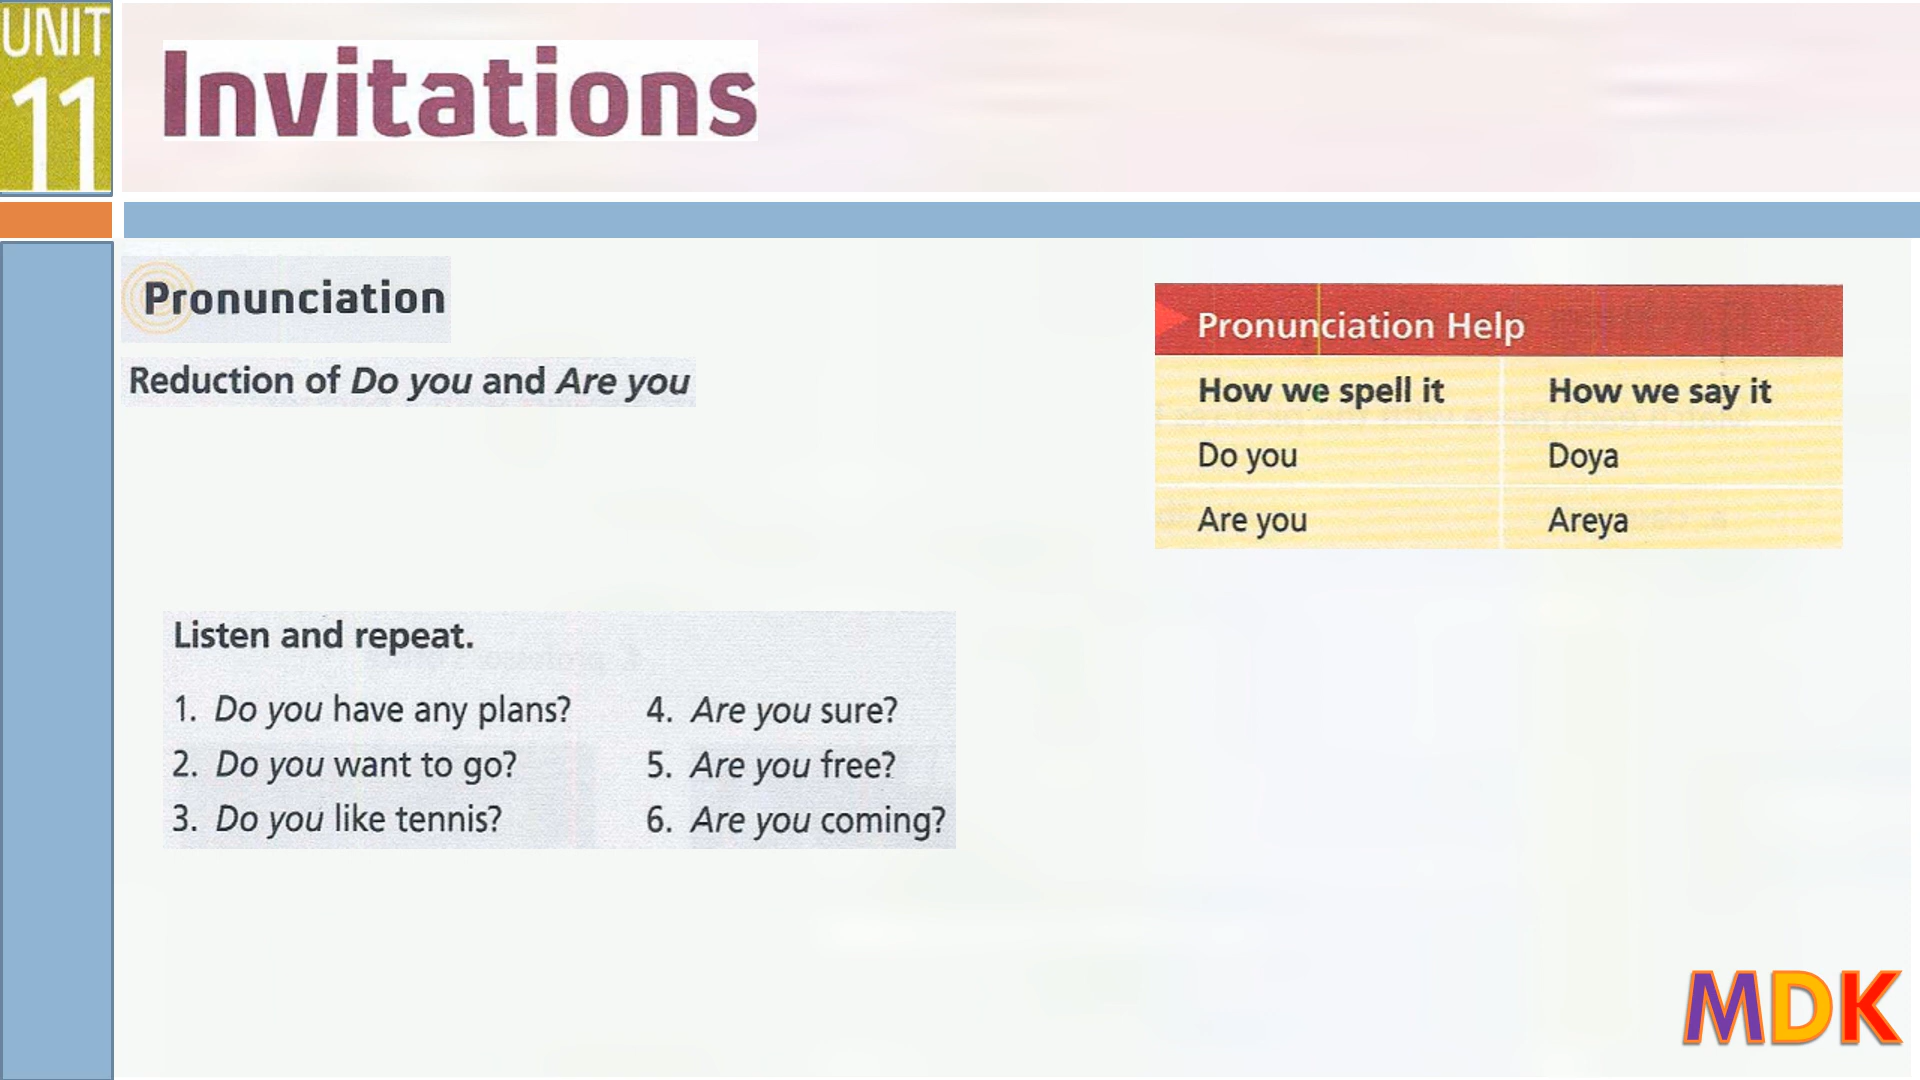 UNIT
11
Invitations
Pronunciation
Reduction of Do you and Are you
Pronunciation Help
How we spell it How we say it
Do you Doya
Are you Areya
Listen and repeat.
1. Do you have any plans?
2. Do you want to go?
3. Do you like tennis?
4. Are you sure?
5. Are you free?
6. Are you coming?
MDK